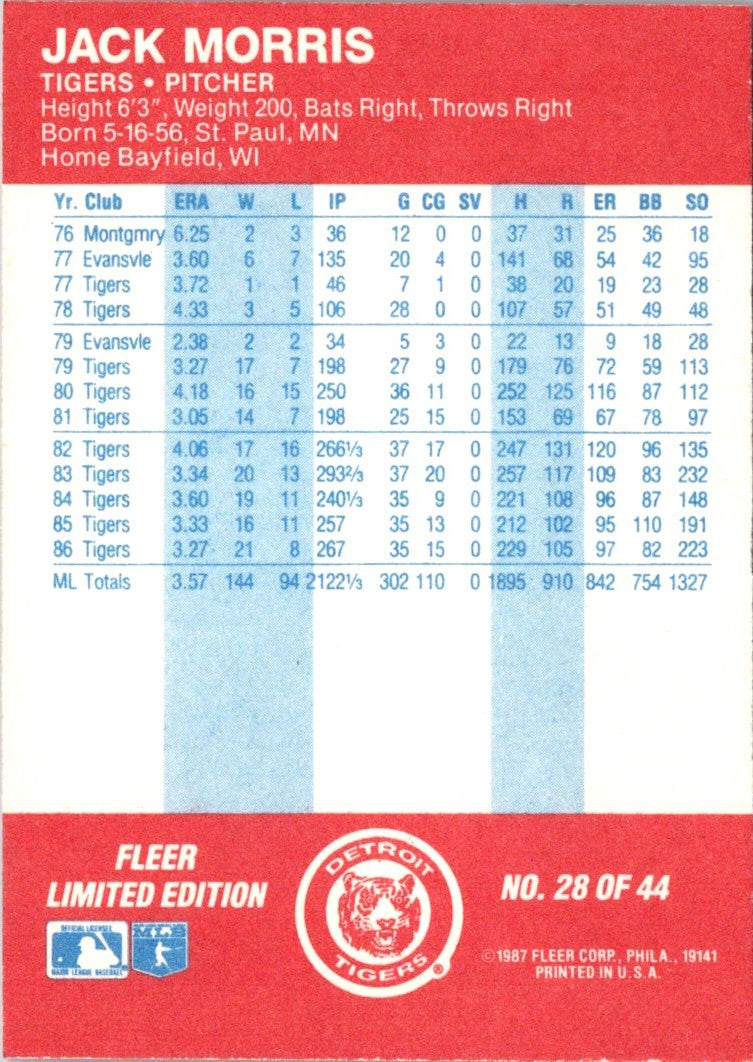 JACK MORRIS
TIGERS • PITCHER
Height 6'3", Weight 200, Bats Right, Throws Right
Born 5-16-56, St. Paul, MN
Home Bayfield, WI
Yr. Club ERA W L IP G CG SV H R ER BB SO
76 Montgmry 6.25 2 3 36 12 0 0 37 31 25 36 18
77 Evansvle 3.60 6 7 135 20 4 0 141 68 54 42 95
77 Tigers 3.72 1 1 46 7 1 0 38 20 19 23 28
78 Tigers 4.33 3 5 106 28 0 0 107 57 51 49 48
79 Evansvle 2.38 2 2 34 5 3 0 22 13 9 18 28
79 Tigers 3.27 17 7 198 27 9 0 179 76 72 59 113
80 Tigers 4.18 16 15 250 36 11 0 252 125 116 87 112
81 Tigers 3.05 14 7 198 25 15 0 153 69 67 78 97
82 Tigers 4.06 17 16 266⅓ 37 17 0 247 131 120 96 135
83 Tigers 3.34 20 13 293⅔ 37 20 0 257 117 109 83 232
84 Tigers 3.60 19 11 240⅓ 35 9 0 221 108 96 87 148
85 Tigers 3.33 16 11 257 35 13 0 212 102 95 110 191
86 Tigers 3.27 21 8 267 35 15 0 229 105 97 82 223
ML Totals 3.57 144 94 2122⅓ 302 110 0 1895 910 842 754 1327
FLEER
LIMITED EDITION
OFFICIAL LICENSEE
MAJOR LEAGUE BASEBALL
MLB
DETROIT
TIGERS
®
NO. 28 OF 44
©1987 FLEER CORP., PHILA., 19141
PRINTED IN U.S.A.